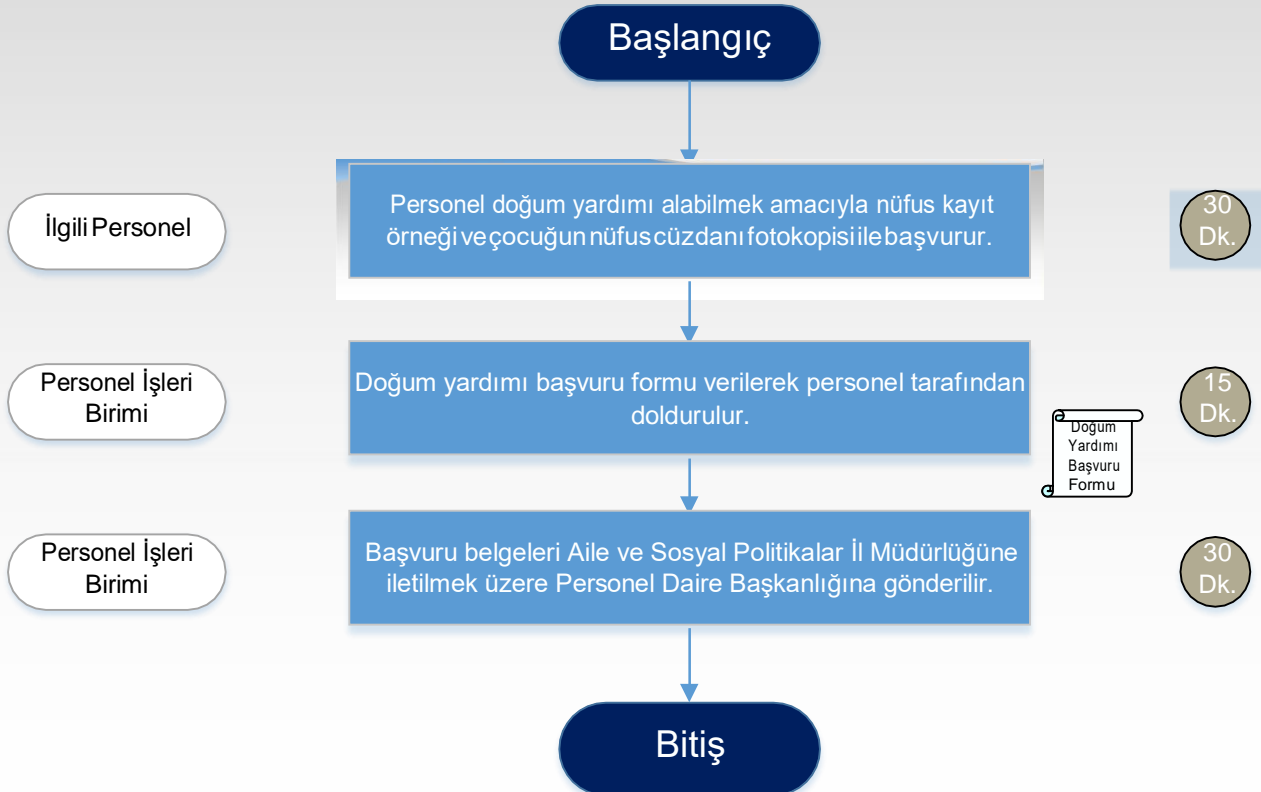 Başlangıç
İlgili Personel
Personel doğum yardımı alabilmek amacıyla nüfus kayıt
örneği ve çocuğun nüfus cüzdanı fotokopisi ile başvurur.
30
Dk.
Personel İşleri
Birimi
Doğum yardımı başvuru formu verilerek personel tarafından
doldurulur.
Doğum
Yardımı
Başvuru
Formu
15
Dk.
Personel İşleri
Birimi
Başvuru belgeleri Aile ve Sosyal Politikalar İl Müdürlüğüne
iletilmek üzere Personel Daire Başkanlığına gönderilir.
30
Dk.
Bitiş